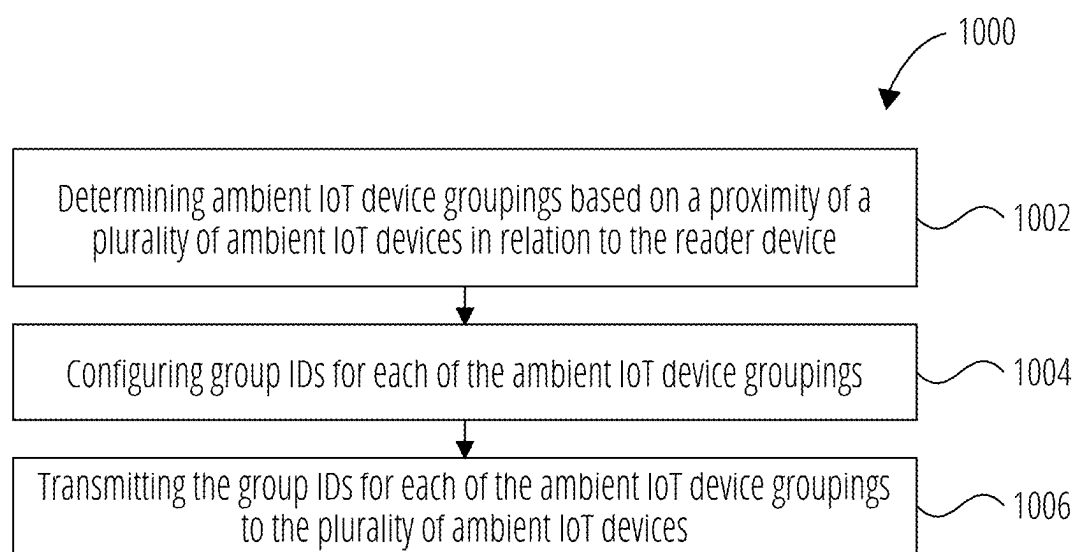 1000
Determining ambient IoT device groupings based on a proximity of a
plurality of ambient IoT devices in relation to the reader device
1002
Configuring group IDs for each of the ambient IoT device groupings
1004
Transmitting the group IDs for each of the ambient IoT device groupings
to the plurality of ambient IoT devices
1006